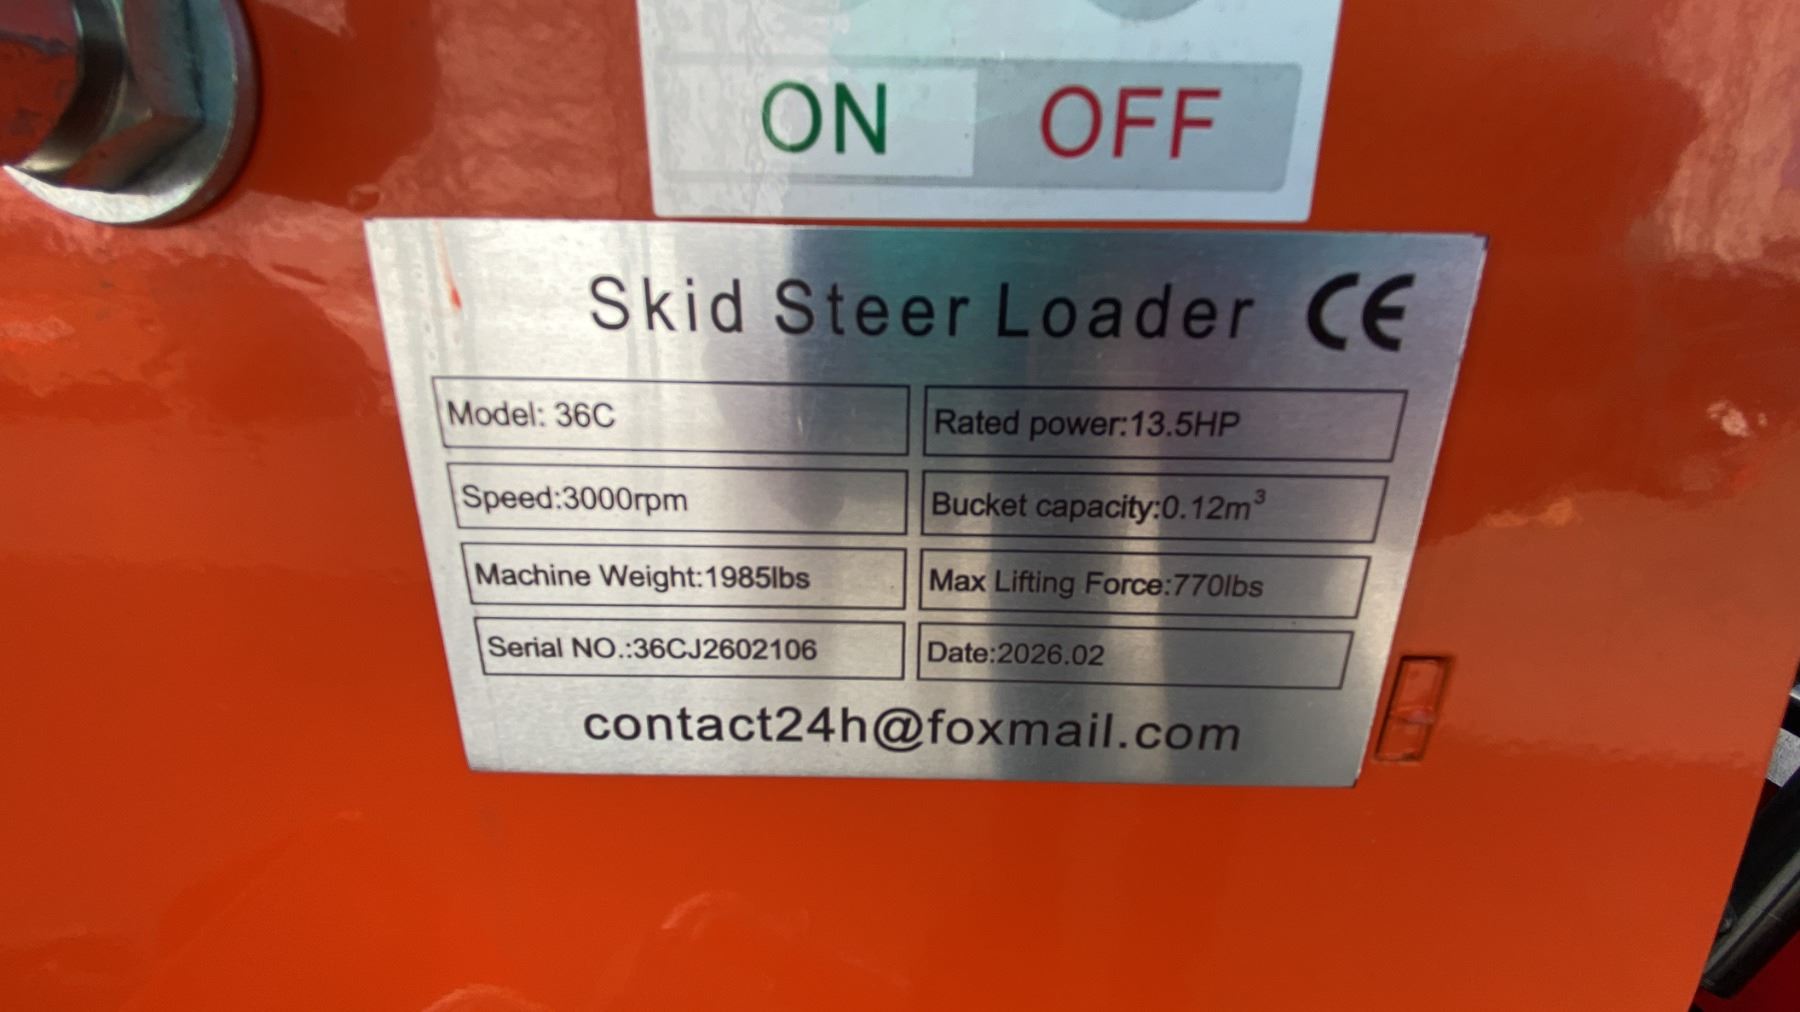 ON OFF
Skid Steer Loader CE
Model: 36C
Rated power:13.5HP
Speed:3000rpm
Bucket capacity:0.12m³
Machine Weight:1985lbs
Max Lifting Force:770lbs
Serial NO.:36CJ2602106
Date:2026.02
contact24h@foxmail.com